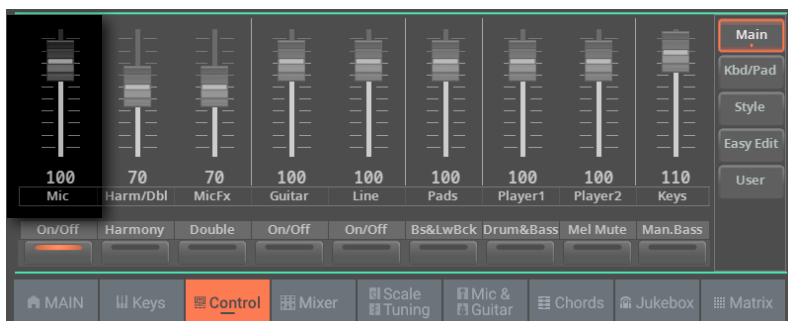 Main
Kbd/Pad
Style
Easy Edit
User
100 70 70 100 100 100 100 100 110
Mic Harm/Dbl MicFx Guitar Line Pads Player1 Player2 Keys
On/Off Harmony Double On/Off On/Off Bs&LwBck Drum&Bass Mel Mute Man.Bass
MAIN Keys Control Mixer Scale Tuning Mic & Guitar Chords Jukebox Matrix